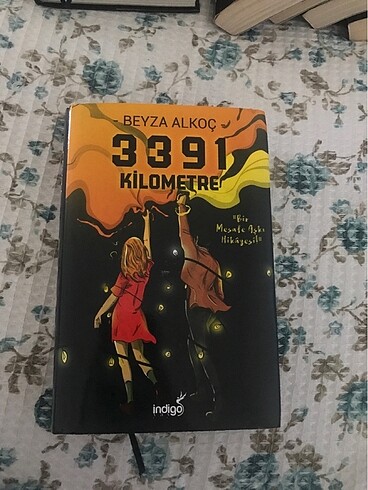 BEYZA ALKOÇ
3391
KİLOMETRE
"Bir
Mesafe Aşkı
Hikâyesi!"
indigo